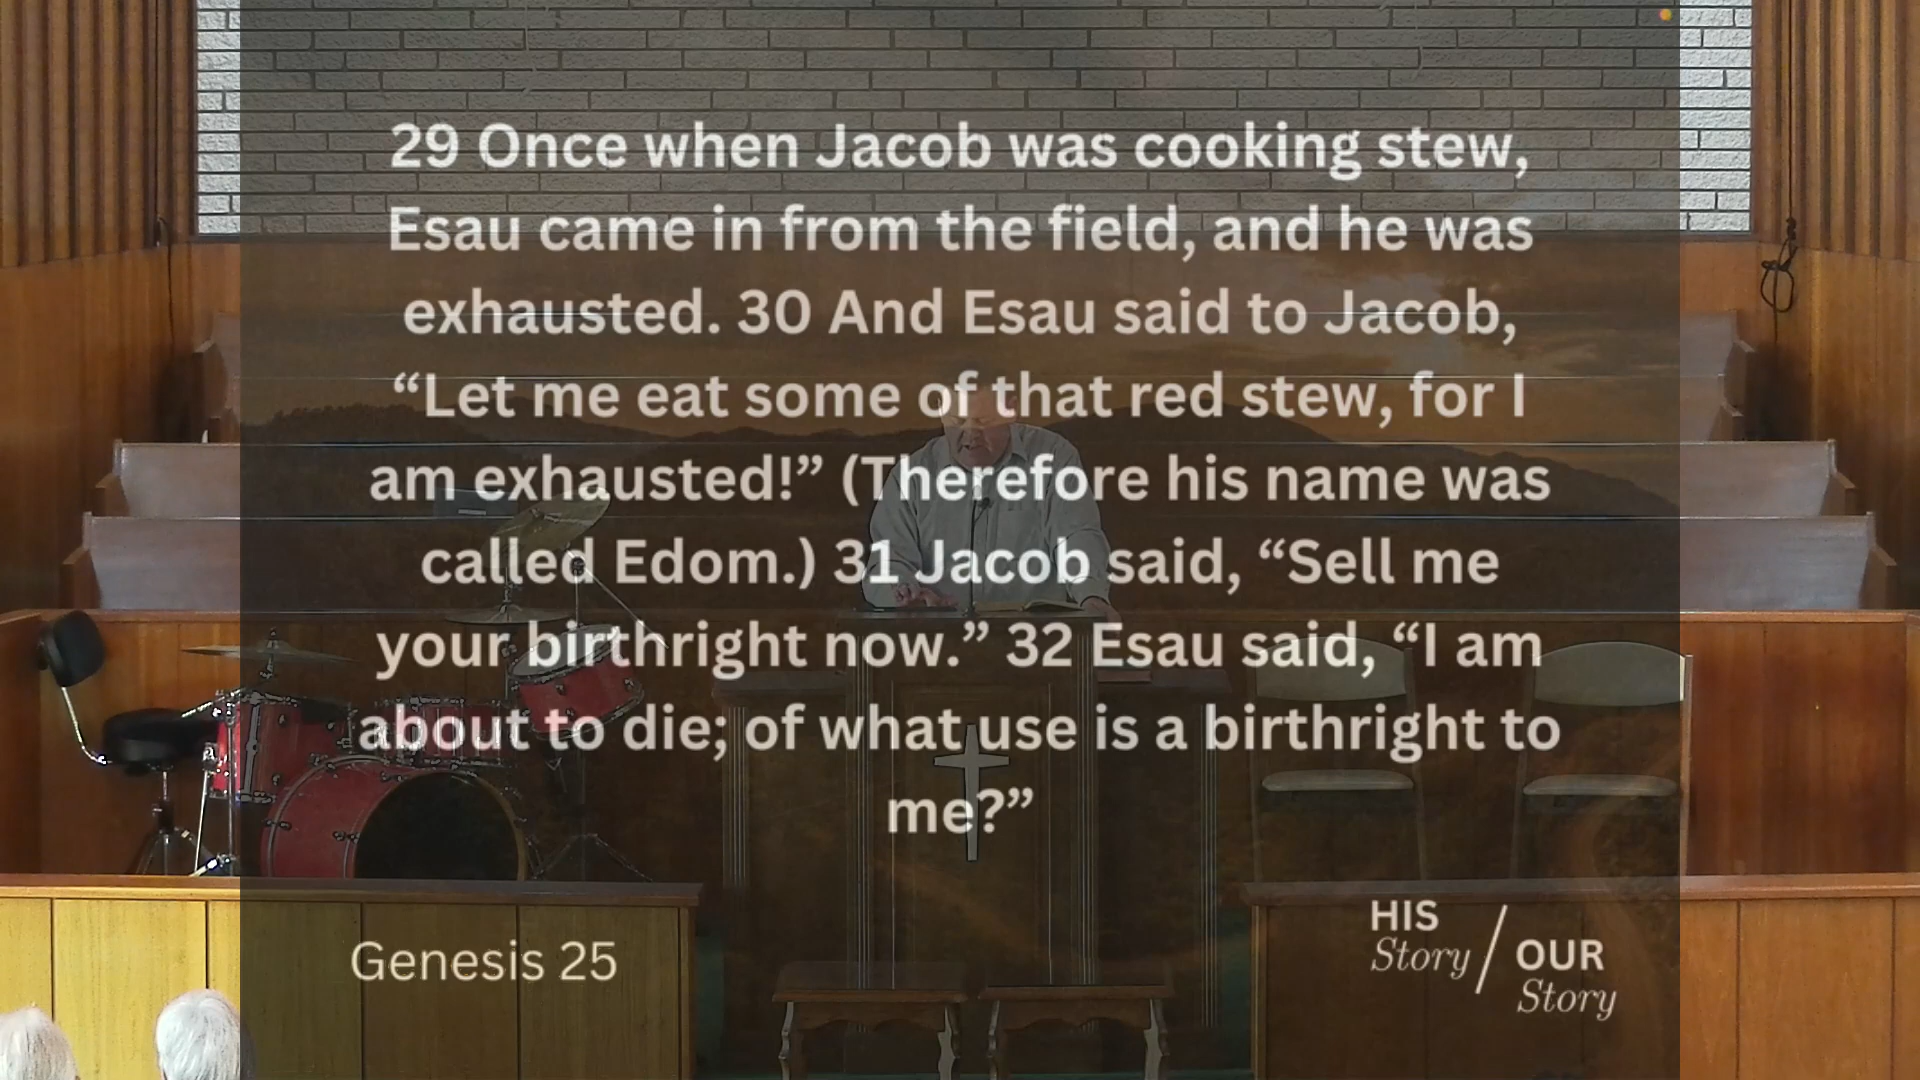 29 Once when Jacob was cooking stew,
Esau came in from the field, and he was
exhausted. 30 And Esau said to Jacob,
“Let me eat some of that red stew, for I
am exhausted!” (Therefore his name was
called Edom.) 31 Jacob said, “Sell me
your birthright now.” 32 Esau said, “I am
about to die; of what use is a birthright to
me?”
Genesis 25
HIS
Story / OUR
Story